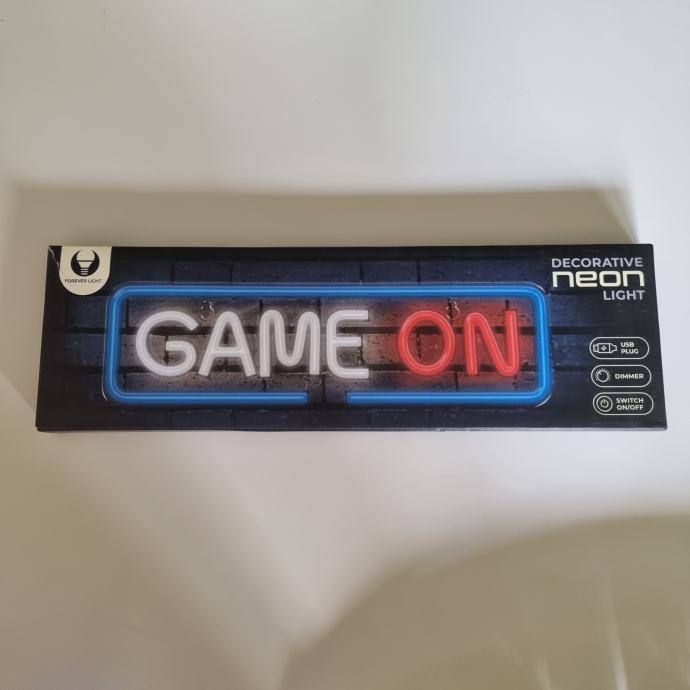 FOREVER LIGHT
GAME ON
DECORATIVE
neon
LIGHT
USB
PLUG
DIMMER
SWITCH
ON/OFF